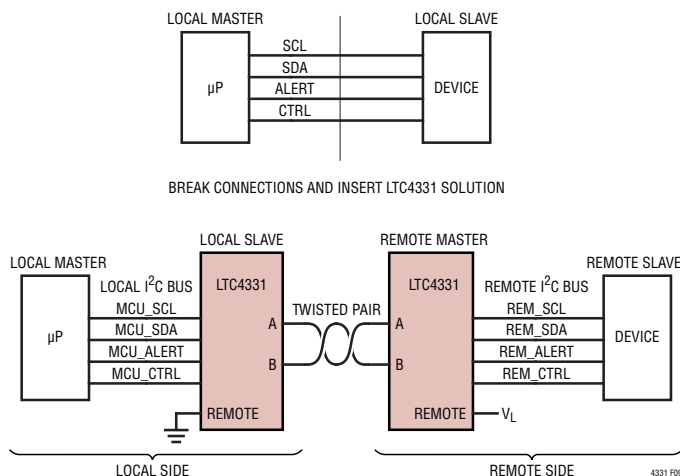 LOCAL MASTER
LOCAL SLAVE
SCL
SDA
ALERT
CTRL
µP
DEVICE
BREAK CONNECTIONS AND INSERT LTC4331 SOLUTION
LOCAL SLAVE
REMOTE MASTER
LOCAL MASTER
REMOTE SLAVE
LOCAL I²C BUS
LTC4331
LTC4331
REMOTE I²C BUS
MCU_SCL
MCU_SDA
MCU_ALERT
MCU_CTRL
µP
A
B
TWISTED PAIR
A
B
REM_SCL
REM_SDA
REM_ALERT
REM_CTRL
DEVICE
REMOTE
REMOTE
VL
LOCAL SIDE
REMOTE SIDE
4331 F09